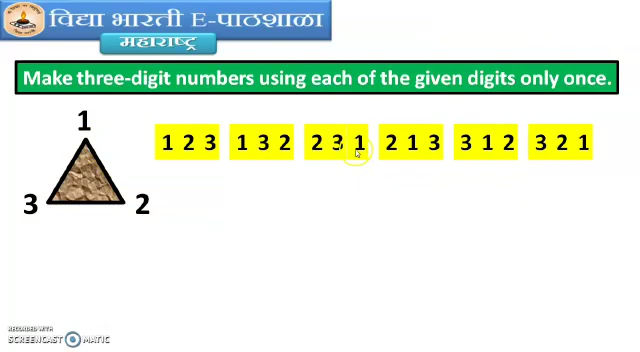 विद्या भारती E-पाठशाळा
महाराष्ट्र
Make three-digit numbers using each of the given digits only once.
1
1 2 3 1 3 2 2 3 1 2 1 3 3 1 2 3 2 1
3 2
RECORDED WITH
SCREENCAST MATIC